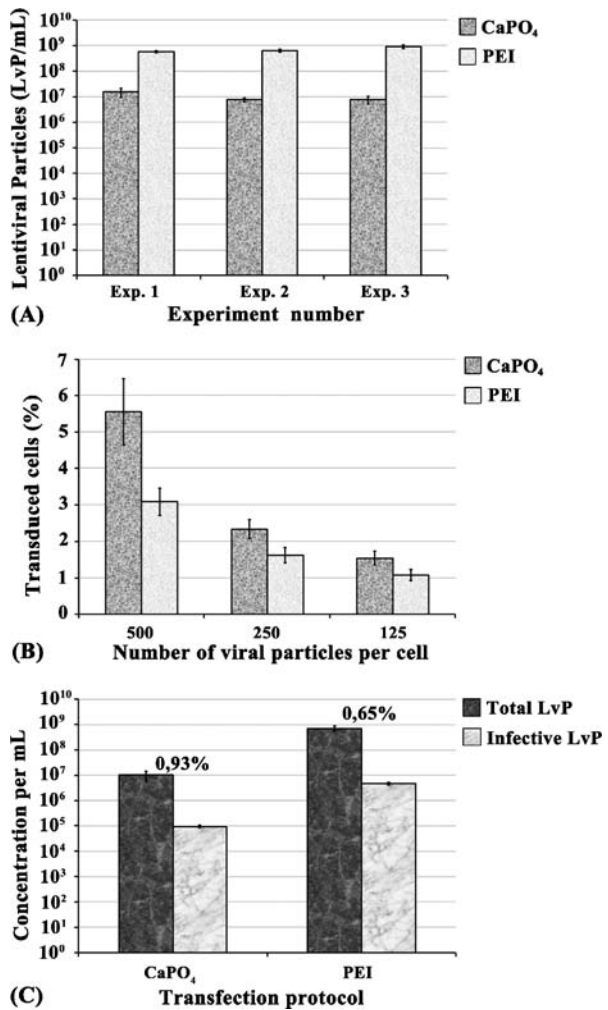 10¹⁰
10⁹
10⁸
10⁷
10⁶
10⁵
10⁴
10³
10²
10¹
10⁰
Lentiviral Particles (LvP/mL)
CaPO₄
PEI
Exp. 1 Exp. 2 Exp. 3
Experiment number
(A)
7
6
5
4
3
2
1
0
Transduced cells (%)
CaPO₄
PEI
500 250 125
Number of viral particles per cell
(B)
10¹⁰
10⁹
10⁸
10⁷
10⁶
10⁵
10⁴
10³
10²
10¹
10⁰
Concentration per mL
0,93%
0,65%
Total LvP
Infective LvP
CaPO₄ PEI
Transfection protocol
(C)